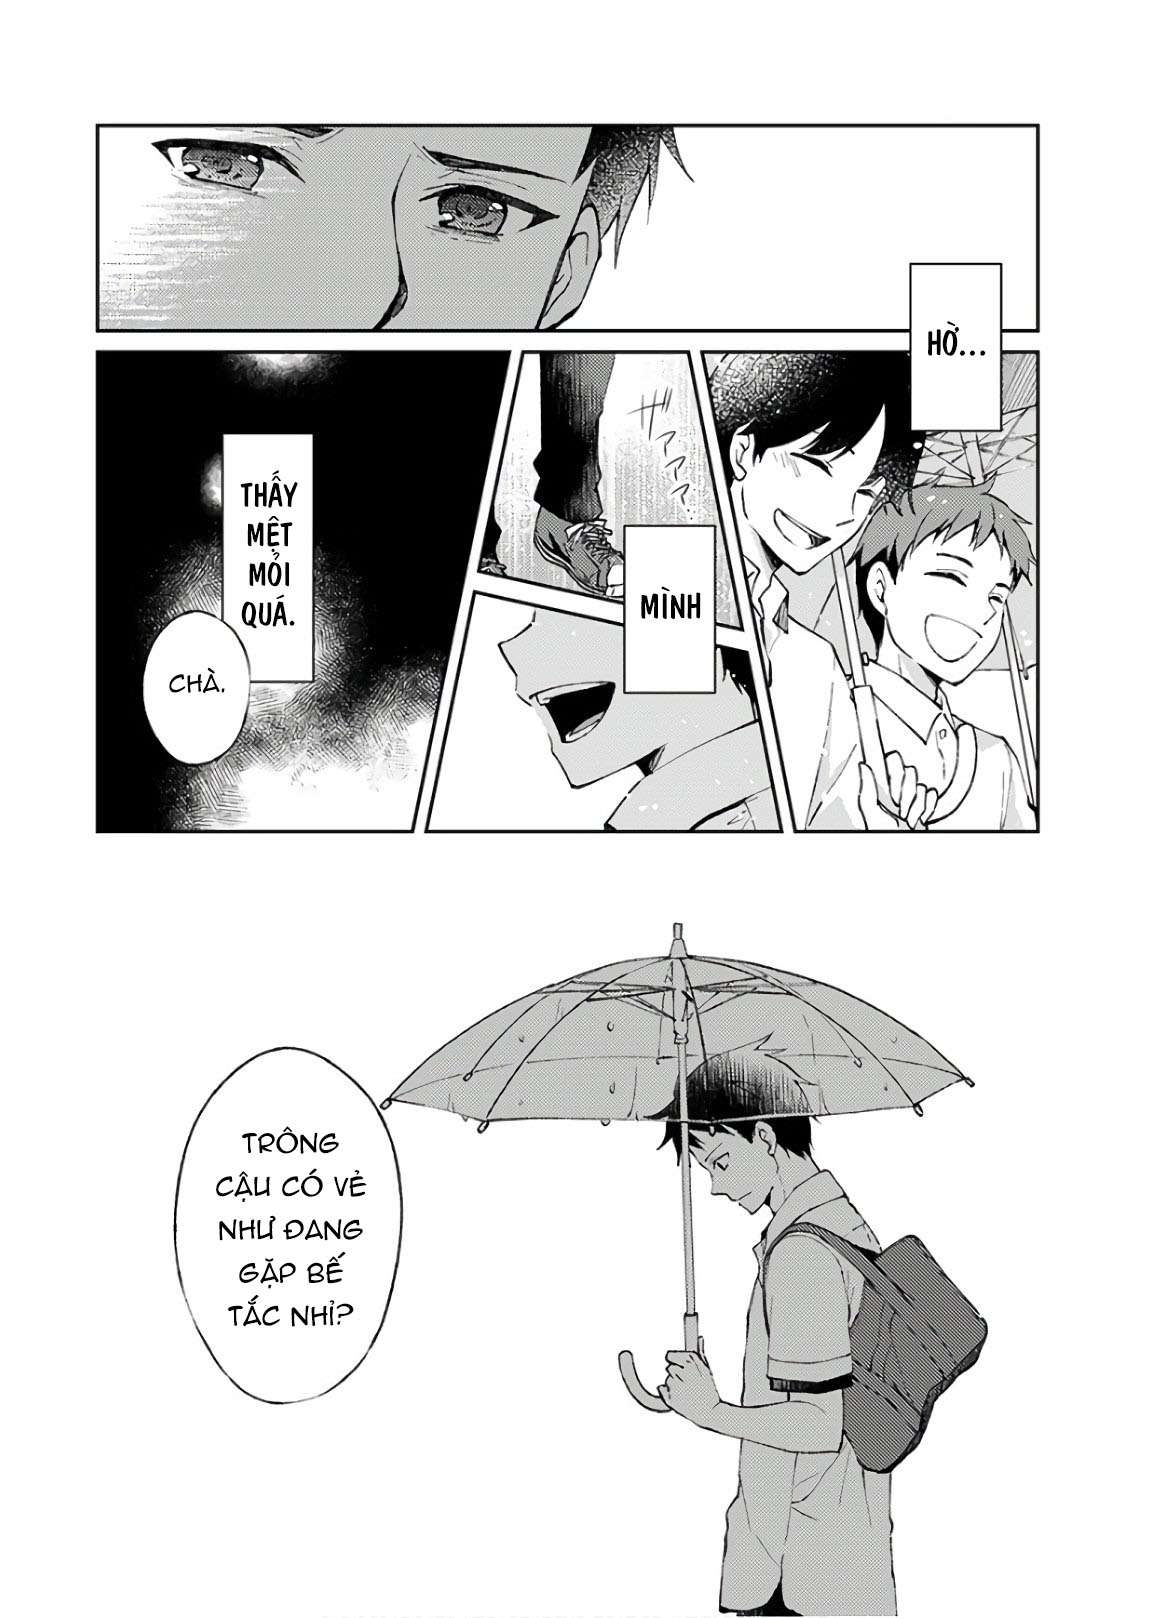 HỜ...
MÌNH
THẤY
MỆT
MỎI
QUÁ.
CHÀ.
TRÔNG
CẬU CÓ VẺ
NHƯ ĐANG
GẶP BẾ
TẮC NHỈ?